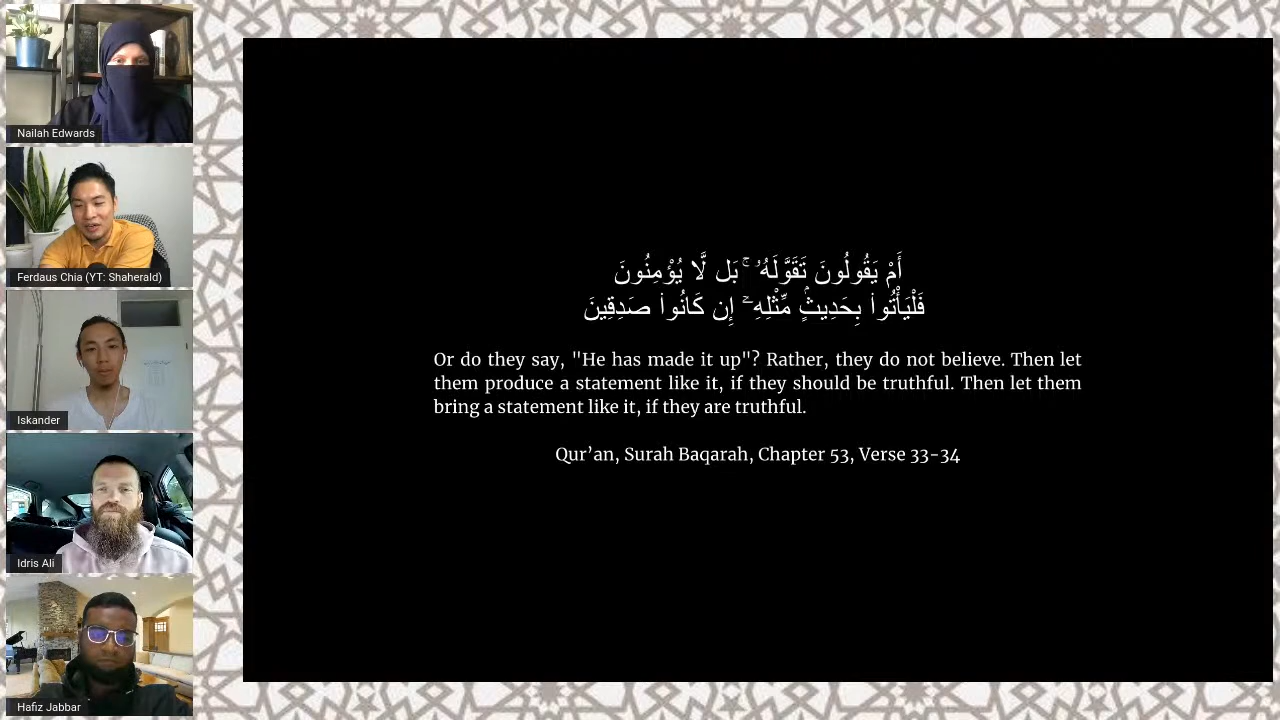 Nailah Edwards
Ferdaus Chia (YT: Shaherald)
Iskander
Idris Ali
Hafiz Jabbar
أَمْ يَقُولُونَ تَقَوَّلَهُۥ ۚ بَل لَّا يُؤْمِنُونَ
فَلْيَأْتُوا۟ بِحَدِيثٍۢ مِّثْلِهِۦٓ إِن كَانُوا۟ صَـٰدِقِينَ
Or do they say, "He has made it up"? Rather, they do not believe. Then let
them produce a statement like it, if they should be truthful. Then let them
bring a statement like it, if they are truthful.
Qur’an, Surah Baqarah, Chapter 53, Verse 33-34